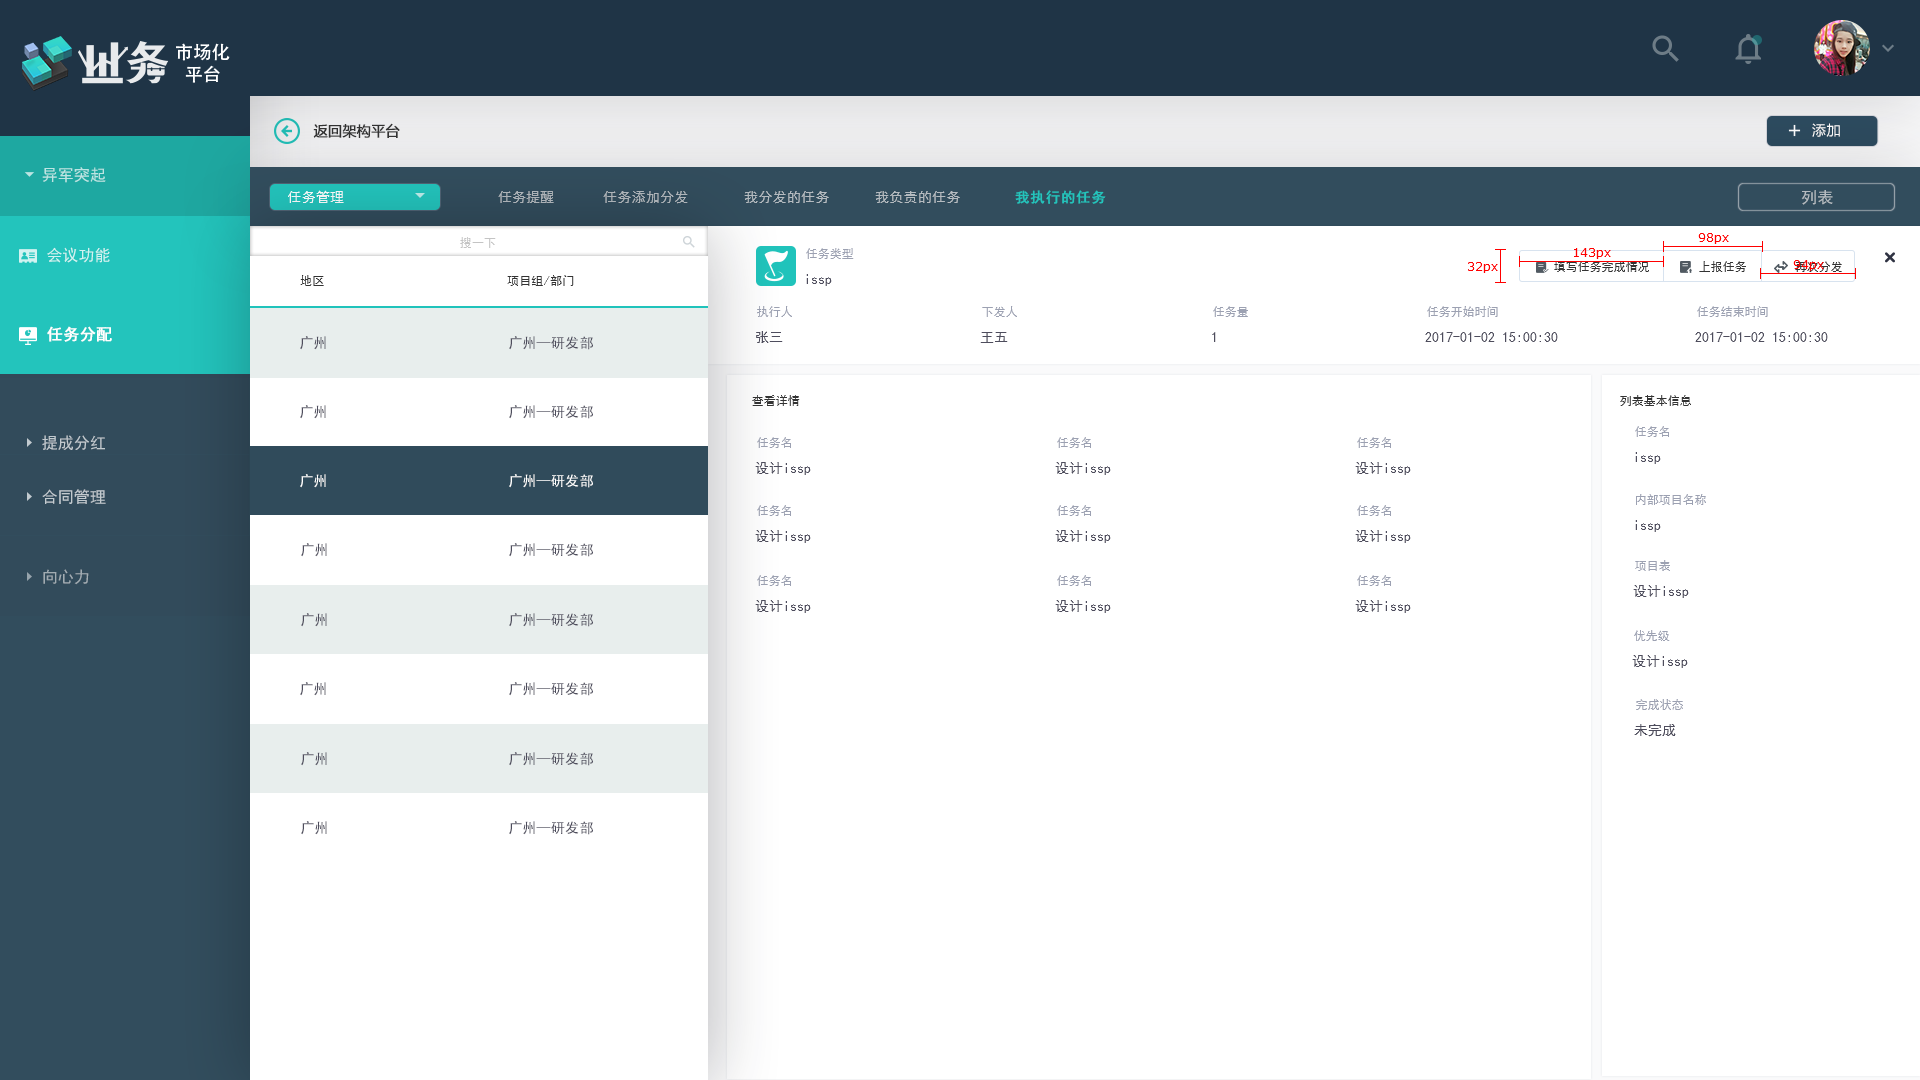 业务 市场化
平台
返回架构平台
+ 添加
异军突起
会议功能
任务分配
提成分红
合同管理
向心力
任务管理 任务提醒 任务添加分发 我分发的任务 我负责的任务 我执行的任务 列表
搜一下
地区 项目组/部门
广州 广州—研发部
广州 广州—研发部
广州 广州—研发部
广州 广州—研发部
广州 广州—研发部
广州 广州—研发部
广州 广州—研发部
广州 广州—研发部
任务类型
issp
32px 143px 98px 94px
填写任务完成情况 上报任务 再次分发
执行人 下发人 任务量 任务开始时间 任务结束时间
张三 王五 1 2017-01-02 15:00:30 2017-01-02 15:00:30
查看详情
任务名 任务名 任务名
设计issp 设计issp 设计issp
任务名 任务名 任务名
设计issp 设计issp 设计issp
任务名 任务名 任务名
设计issp 设计issp 设计issp
列表基本信息
任务名
issp
内部项目名称
issp
项目表
设计issp
优先级
设计issp
完成状态
未完成